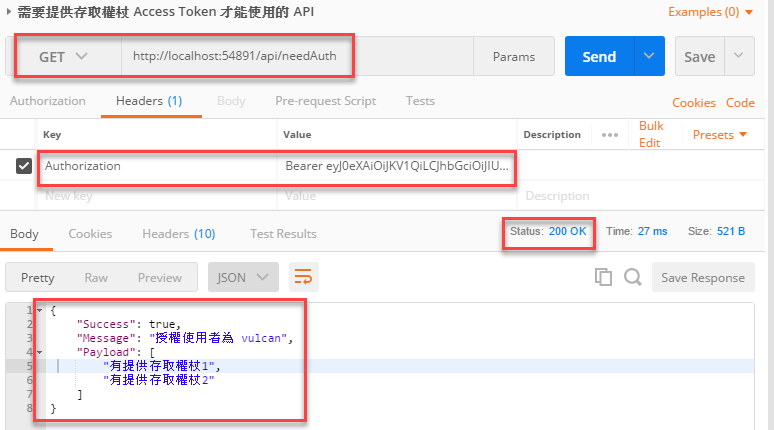 需要提供存取權杖 Access Token 才能使用的 API
Examples (0)
GET http://localhost:54891/api/needAuth Params Send Save
Authorization Headers (1) Body Pre-request Script Tests Cookies Code
Key Value Description ••• Bulk Edit Presets
Authorization Bearer eyJ0eXAiOiJKV1QiLCJhbGciOiJIU...
New key Value Description
Body Cookies Headers (10) Test Results Status: 200 OK Time: 27 ms Size: 521 B
Pretty Raw Preview JSON Save Response
1 {
2 "Success": true,
3 "Message": "授權使用者為 vulcan",
4 "Payload": [
5 "有提供存取權杖1",
6 "有提供存取權杖2"
7 ]
8 }